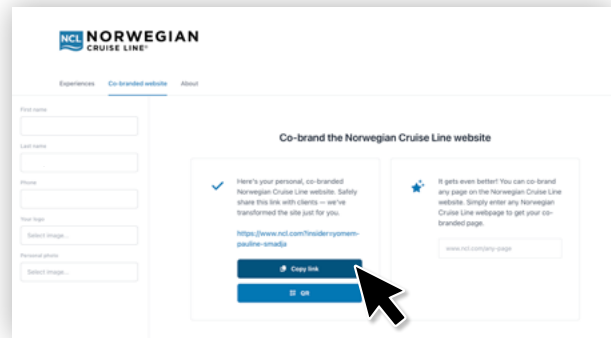 NCL NORWEGIAN
CRUISE LINE®
Experiences Co-branded website About
First name
Last name
Phone
Your logo
Select image...
Personal photo
Select image...
Co-brand the Norwegian Cruise Line website
Here's your personal, co-branded
Norwegian Cruise Line website. Safely
share this link with clients — we've
transformed the site just for you.
https://www.ncl.com?insider=yomem-
pauline-smadja
Copy link
QR
It gets even better! You can co-brand
any page on the Norwegian Cruise Line
website. Simply enter any Norwegian
Cruise Line webpage to get your co-
branded page.
www.ncl.com/any-page